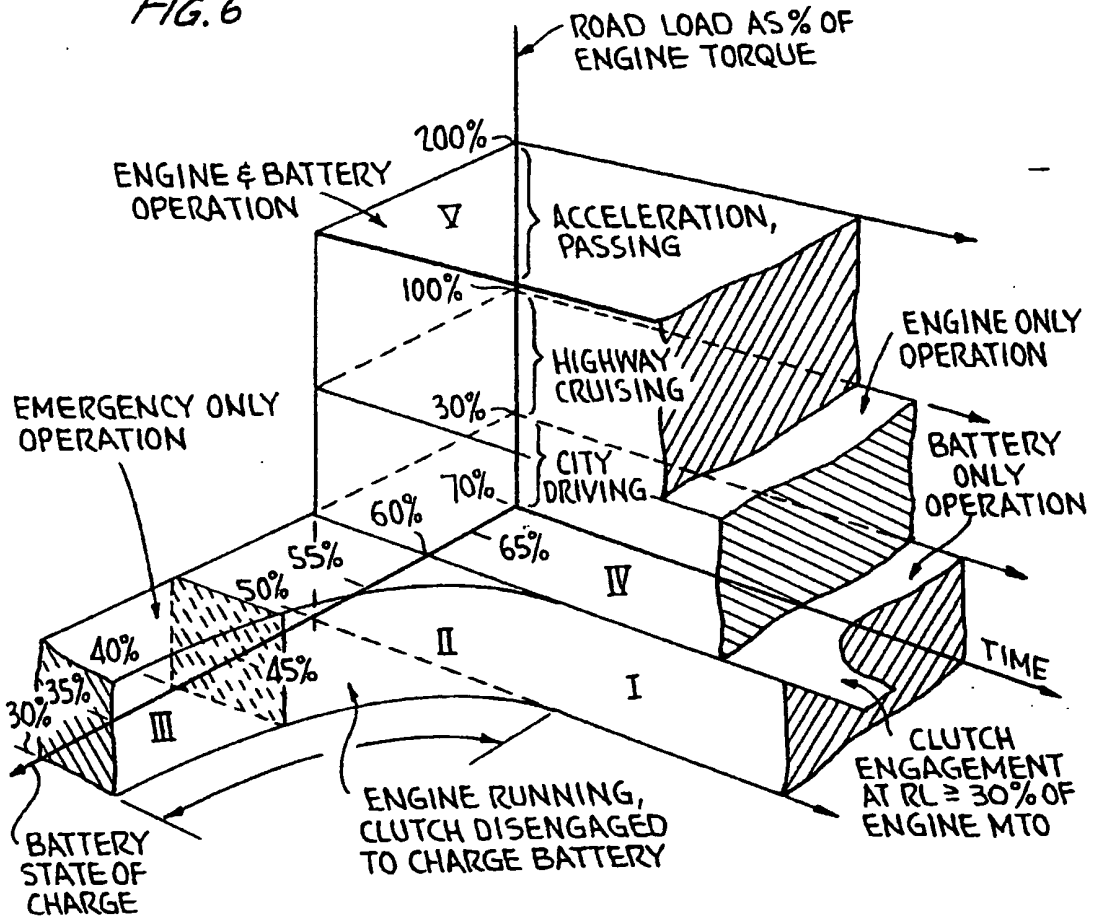 FIG. 6
ROAD LOAD AS % OF
ENGINE TORQUE
200%
ENGINE & BATTERY
OPERATION
V
ACCELERATION,
PASSING
100%
ENGINE ONLY
OPERATION
HIGHWAY
CRUISING
EMERGENCY ONLY
OPERATION
30%
BATTERY
ONLY
OPERATION
CITY
DRIVING
70%
60%
65%
55%
IV
50%
II
TIME
40%
45%
I
35%
30%
III
CLUTCH
ENGAGEMENT
AT RL ≥ 30% OF
ENGINE MTO
ENGINE RUNNING,
CLUTCH DISENGAGED
TO CHARGE BATTERY
BATTERY
STATE OF
CHARGE